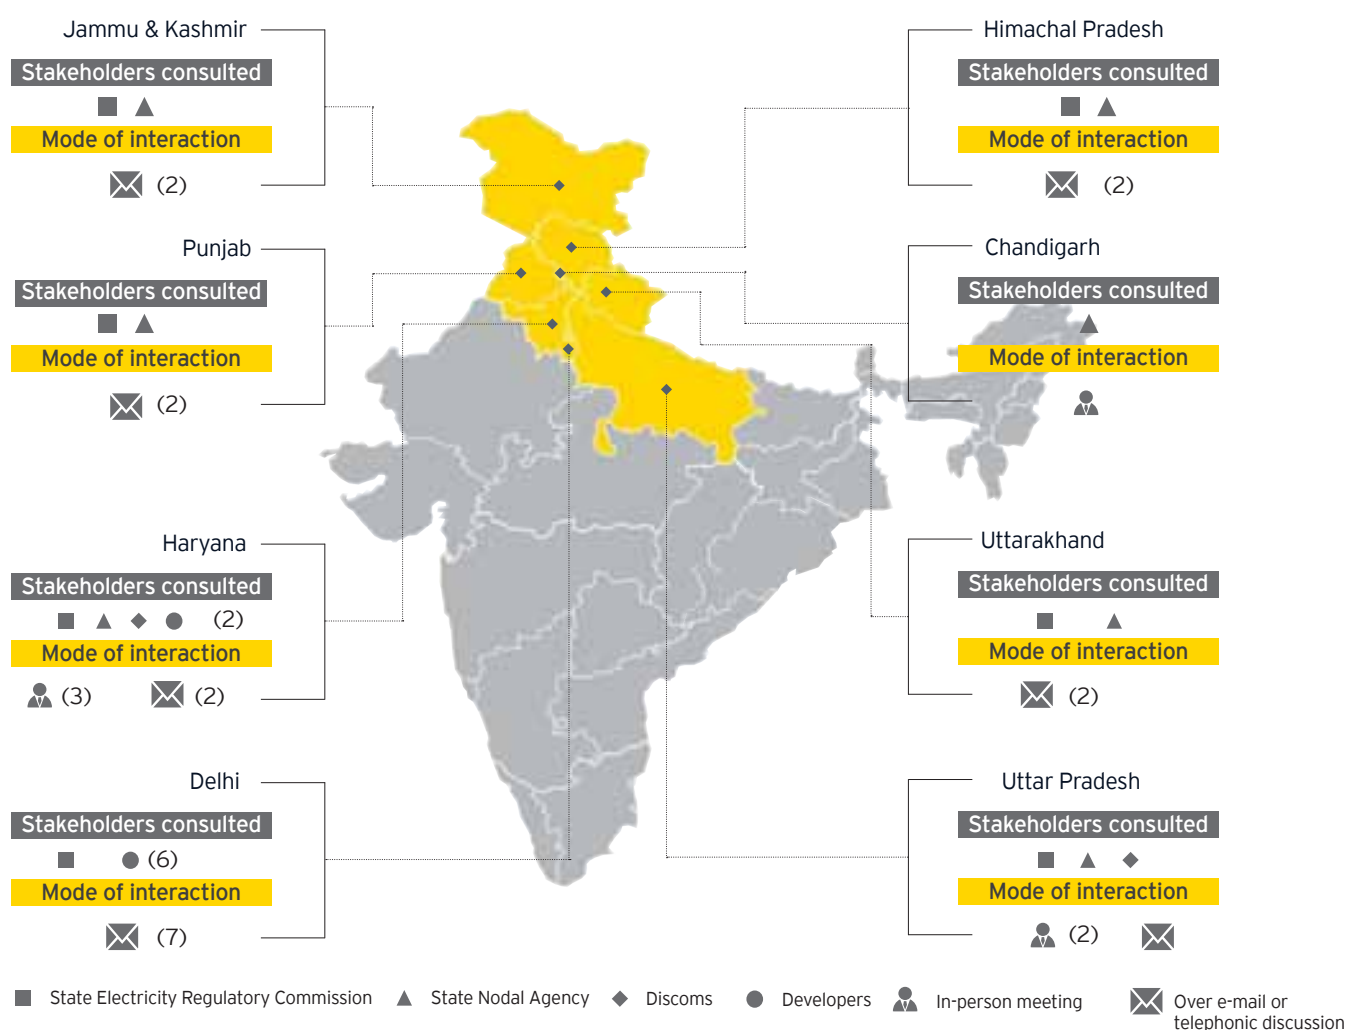 Jammu & Kashmir
Stakeholders consulted
Mode of interaction
(2)
Punjab
Stakeholders consulted
Mode of interaction
(2)
Haryana
Stakeholders consulted
(2)
Mode of interaction
(3) (2)
Delhi
Stakeholders consulted
(6)
Mode of interaction
(7)
Himachal Pradesh
Stakeholders consulted
Mode of interaction
(2)
Chandigarh
Stakeholders consulted
Mode of interaction
Uttarakhand
Stakeholders consulted
Mode of interaction
(2)
Uttar Pradesh
Stakeholders consulted
Mode of interaction
(2)
State Electricity Regulatory Commission State Nodal Agency Discoms Developers In-person meeting Over e-mail or
telephonic discussion